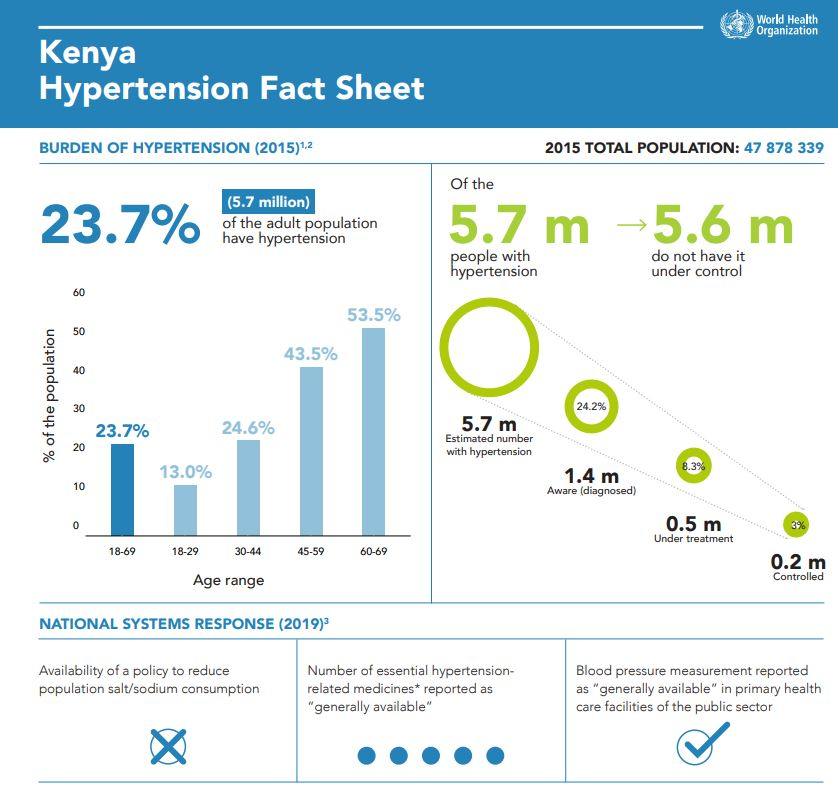 World Health
Organization
Kenya
Hypertension Fact Sheet
BURDEN OF HYPERTENSION (2015)1,2
2015 TOTAL POPULATION: 47 878 339
23.7%
(5.7 million)
of the adult population
have hypertension
% of the population
60
50
40
30
20
10
0
23.7%
13.0%
24.6%
43.5%
53.5%
18-69
18-29
30-44
45-59
60-69
Age range
Of the
5.7 m
people with
hypertension
→ 5.6 m
do not have it
under control
5.7 m
Estimated number
with hypertension
24.2%
1.4 m
Aware (diagnosed)
8.3%
0.5 m
Under treatment
3%
0.2 m
Controlled
NATIONAL SYSTEMS RESPONSE (2019)3
Availability of a policy to reduce
population salt/sodium consumption
Number of essential hypertension-
related medicines* reported as
“generally available”
Blood pressure measurement reported
as “generally available” in primary health
care facilities of the public sector